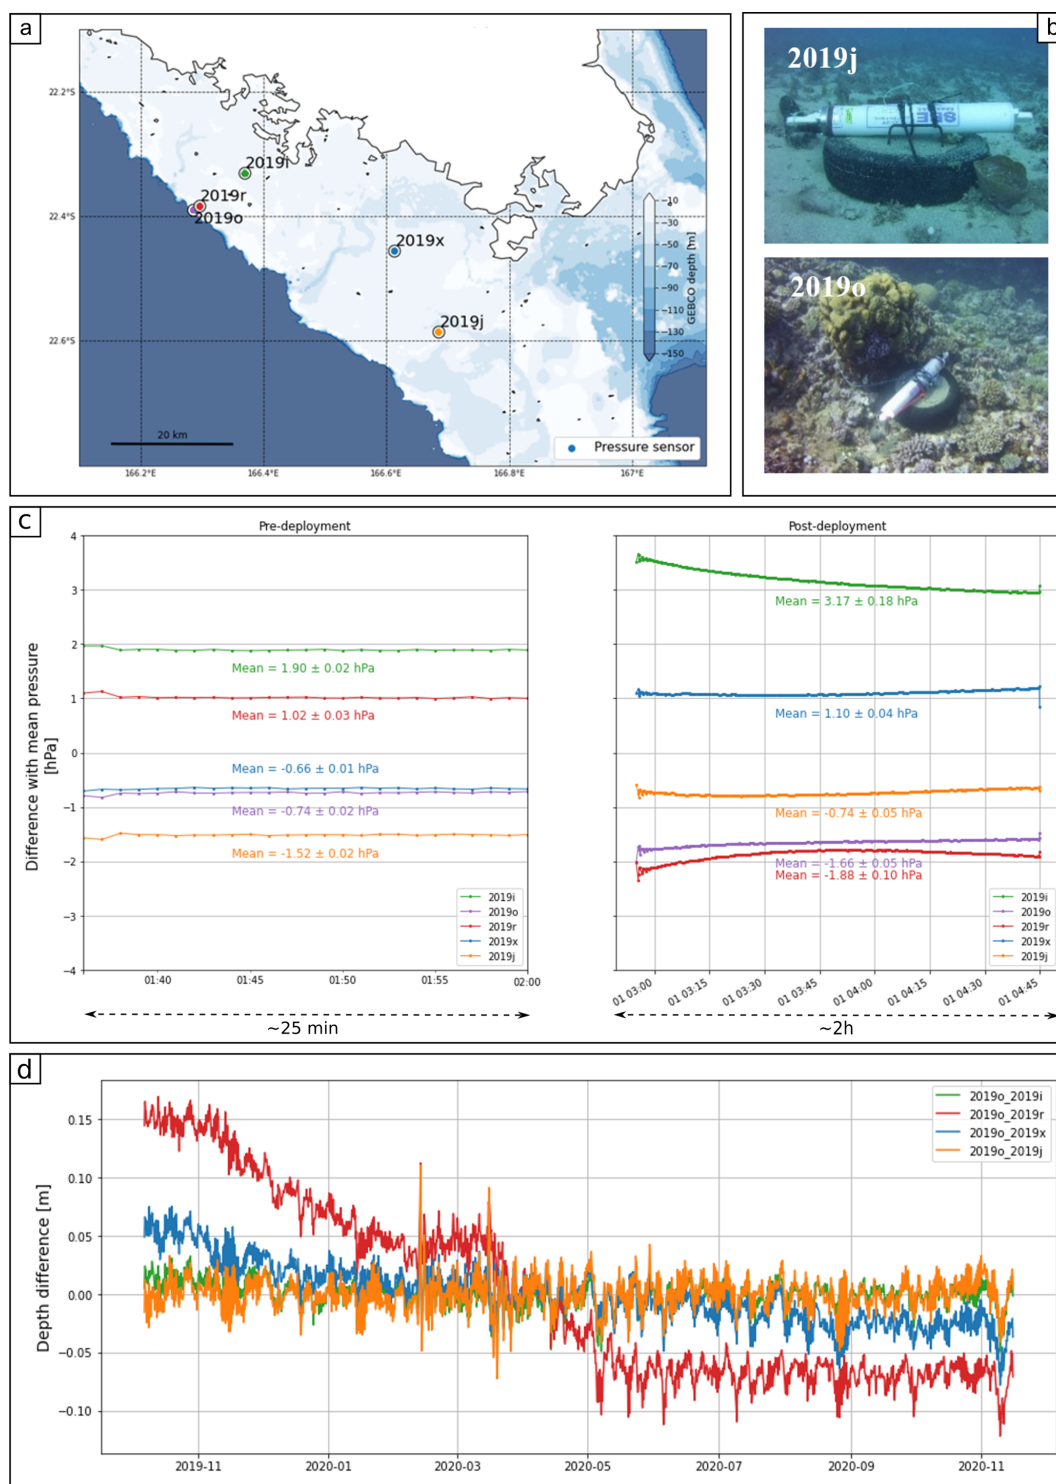 a
22.2°S
22.4°S
22.6°S
2019i
2019r
2019o
2019x
2019j
−10
−30
−50
−70
−90
−110
−130
−150
GEBCO depth [m]
20 km
Pressure sensor
166.2°E
166.4°E
166.6°E
166.8°E
167°E
b
2019j
SBE
2019o
c
Pre-deployment
Difference with mean pressure
[hPa]
4
3
2
1
0
−1
−2
−3
−4
Mean = 1.90 ± 0.02 hPa
Mean = 1.02 ± 0.03 hPa
Mean = -0.66 ± 0.01 hPa
Mean = -0.74 ± 0.02 hPa
Mean = -1.52 ± 0.02 hPa
2019i
2019o
2019r
2019x
2019j
01:40
01:45
01:50
01:55
02:00
~25 min
Post-deployment
Mean = 3.17 ± 0.18 hPa
Mean = 1.10 ± 0.04 hPa
Mean = -0.74 ± 0.05 hPa
Mean = -1.66 ± 0.05 hPa
Mean = -1.88 ± 0.10 hPa
2019i
2019o
2019r
2019x
2019j
01 03:00
01 03:15
01 03:30
01 03:45
01 04:00
01 04:15
01 04:30
01 04:45
~2h
d
Depth difference [m]
0.15
0.10
0.05
0.00
−0.05
−0.10
2019o_2019i
2019o_2019r
2019o_2019x
2019o_2019j
2019-11
2020-01
2020-03
2020-05
2020-07
2020-09
2020-11